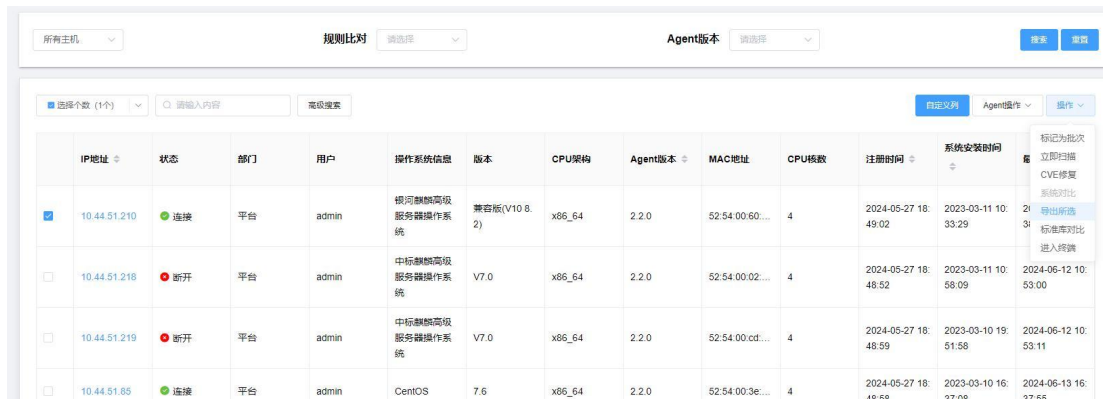 所有主机 规则比对 请选择 Agent版本 请选择 搜索 重置
选择个数 (1个) 请输入内容 高级搜索 自定义列 Agent操作 操作
标记为批次
立即扫描
CVE修复
系统对比
导出所选
标准库对比
进入终端
IP地址 状态 部门 用户 操作系统信息 版本 CPU架构 Agent版本 MAC地址 CPU核数 注册时间 系统安装时间
10.44.51.210 连接 平台 admin 银河麒麟高级服务器操作系统 兼容版(V10 8.2) x86_64 2.2.0 52:54:00:60:... 4 2024-05-27 18:49:02 2023-03-11 10:33:29
10.44.51.218 断开 平台 admin 中标麒麟高级服务器操作系统 V7.0 x86_64 2.2.0 52:54:00:02:... 4 2024-05-27 18:48:52 2023-03-11 10:58:09 2024-06-12 10:53:00
10.44.51.219 断开 平台 admin 中标麒麟高级服务器操作系统 V7.0 x86_64 2.2.0 52:54:00:cd:... 4 2024-05-27 18:48:59 2023-03-10 19:51:58 2024-06-12 10:53:11
10.44.51.85 连接 平台 admin CentOS 7.6 x86_64 2.2.0 52:54:00:3e:... 4 2024-05-27 18: 2023-03-10 16: 2024-06-13 16: